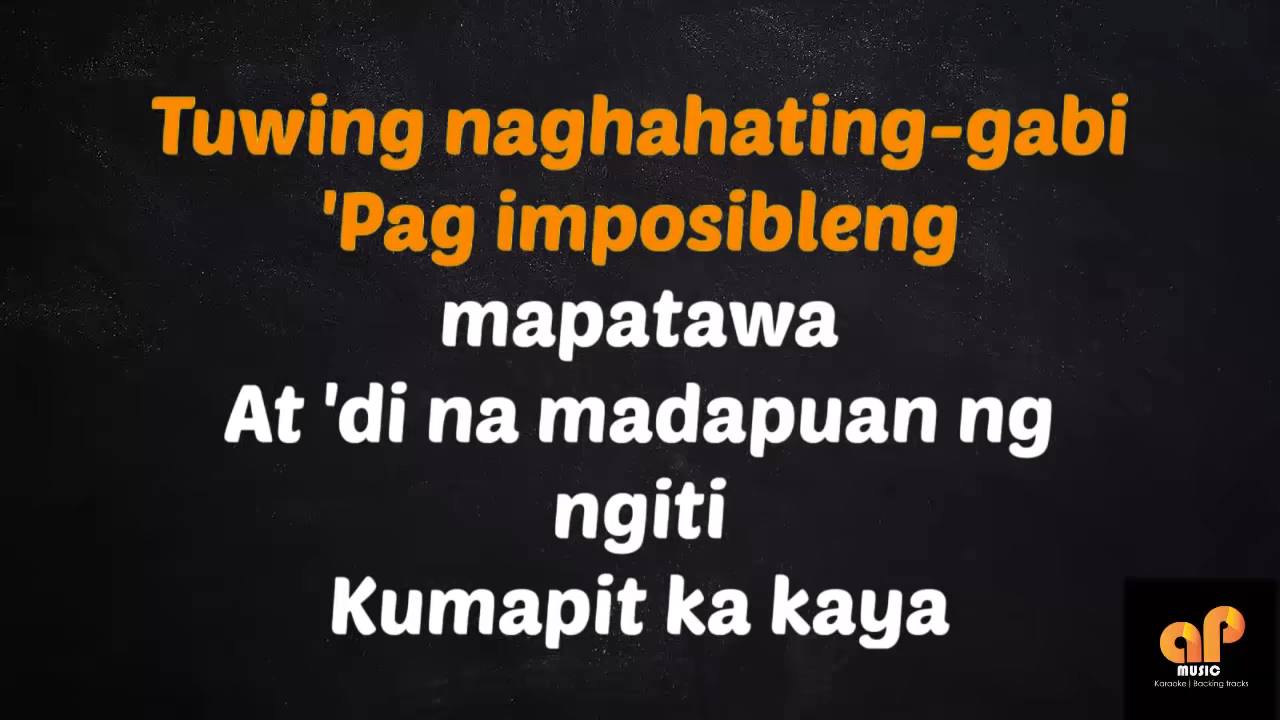 Tuwing naghahating-gabi
'Pag imposibleng
mapatawa
At 'di na madapuan ng
ngiti
Kumapit ka kaya
ap
MUSIC
Karaoke | Backing tracks